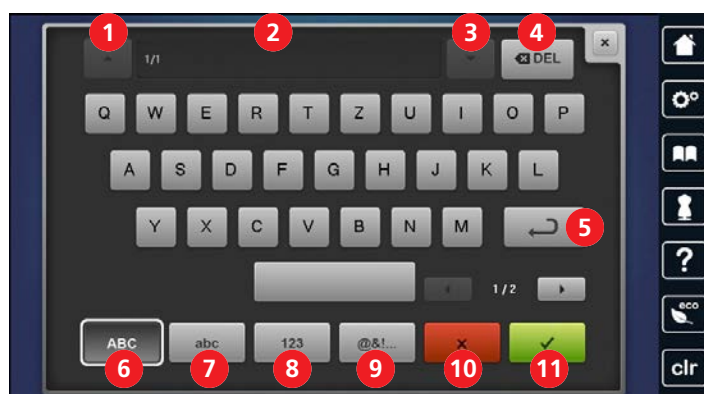 1 2 3 4
1/1 DEL ×
Q W E R T Z U I O P
A S D F G H J K L
Y X C V B N M 5
1/2
?
eco
ABC abc 123 @&!... × ✓
clr
6 7 8 9 10 11